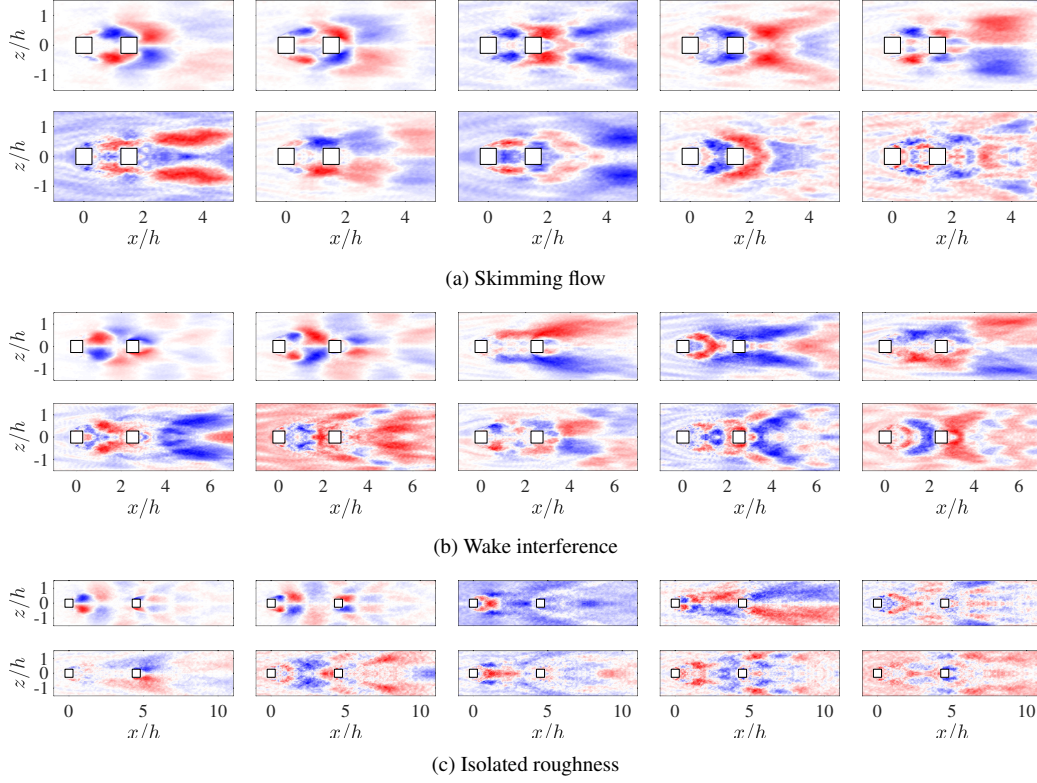 z/h
1
0
-1
z/h
1
0
-1
0 2 4 0 2 4 0 2 4 0 2 4 0 2 4
x/h x/h x/h x/h x/h
(a) Skimming flow
z/h
1
0
-1
z/h
1
0
-1
0 2 4 6 0 2 4 6 0 2 4 6 0 2 4 6 0 2 4 6
x/h x/h x/h x/h x/h
(b) Wake interference
z/h
1
0
-1
z/h
1
0
-1
0 5 10 0 5 10 0 5 10 0 5 10 0 5 10
x/h x/h x/h x/h x/h
(c) Isolated roughness